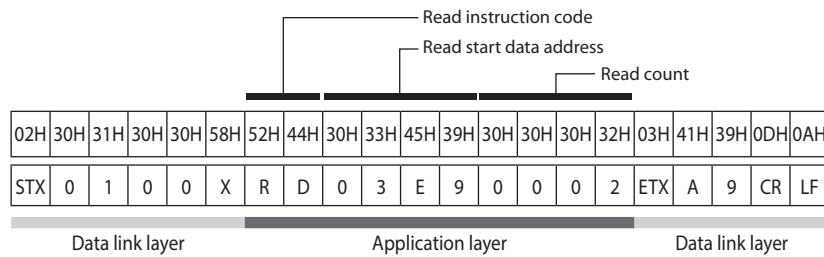 Read instruction code
Read start data address
Read count
02H 30H 31H 30H 30H 58H 52H 44H 30H 33H 45H 39H 30H 30H 30H 32H 03H 41H 39H 0DH 0AH
STX 0 1 0 0 X R D 0 3 E 9 0 0 0 2 ETX A 9 CR LF
Data link layer Application layer Data link layer